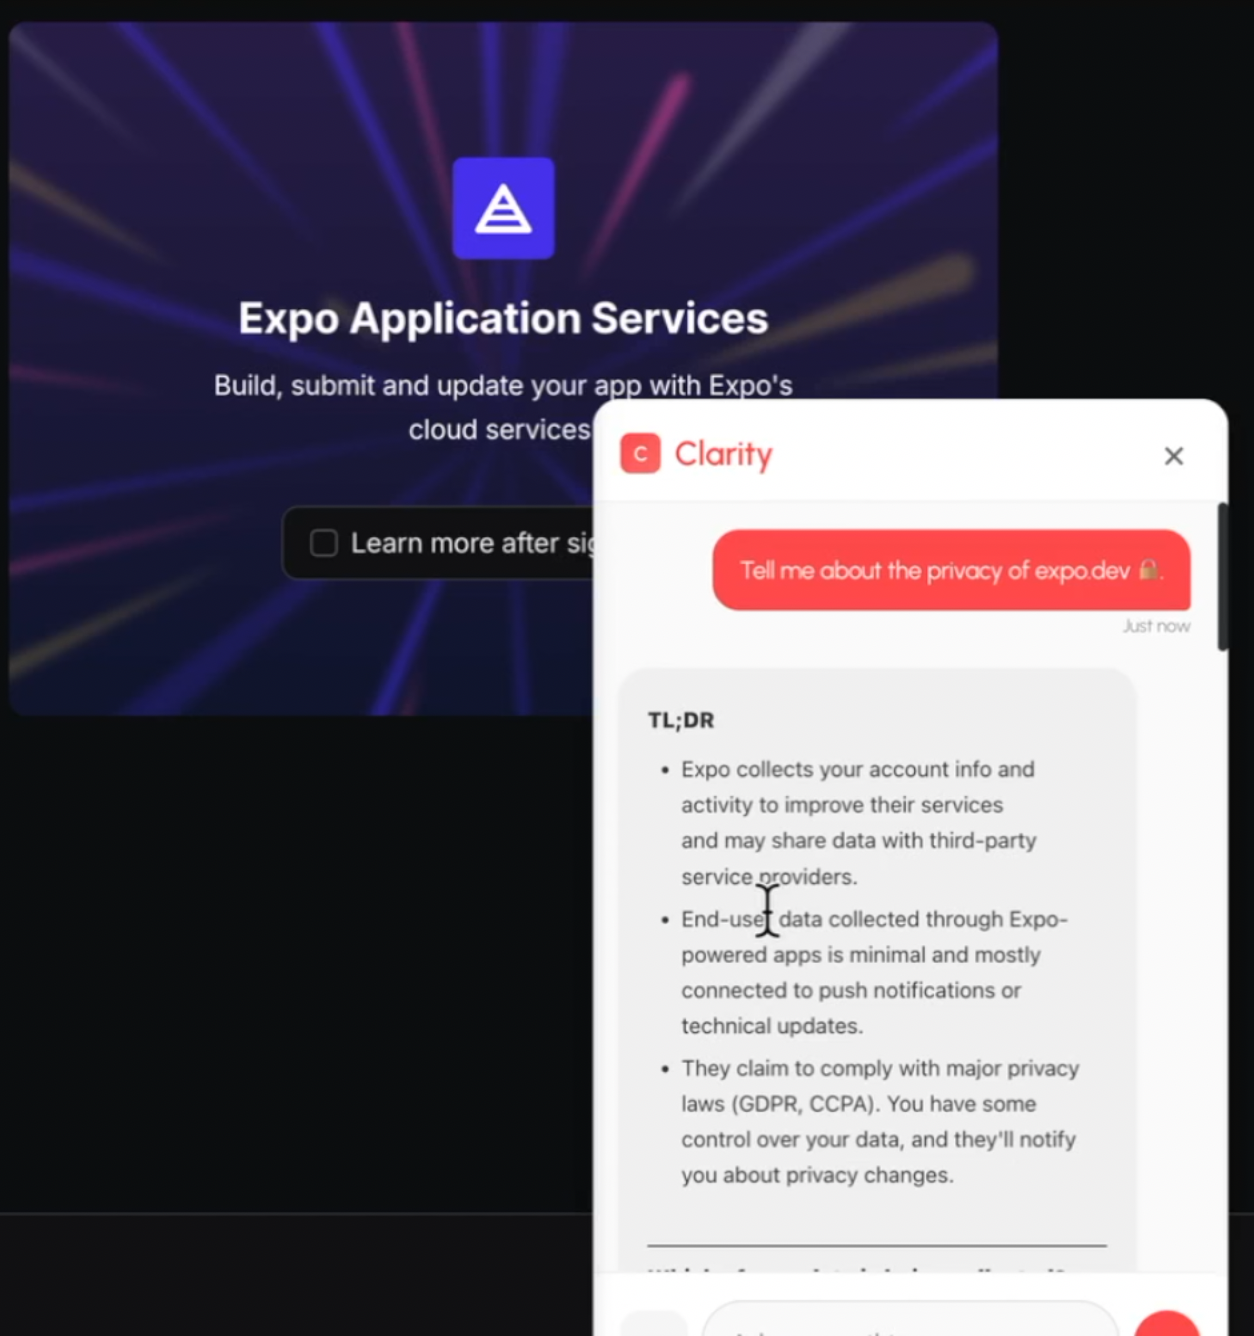 Expo Application Services
Build, submit and update your app with Expo's
cloud services
Learn more after
C Clarity
Tell me about the privacy of expo.dev 🔒.
Just now
TL;DR
• Expo collects your account info and
activity to improve their services
and may share data with third-party
service providers.
• End-user data collected through Expo-
powered apps is minimal and mostly
connected to push notifications or
technical updates.
• They claim to comply with major privacy
laws (GDPR, CCPA). You have some
control over your data, and they'll notify
you about privacy changes.